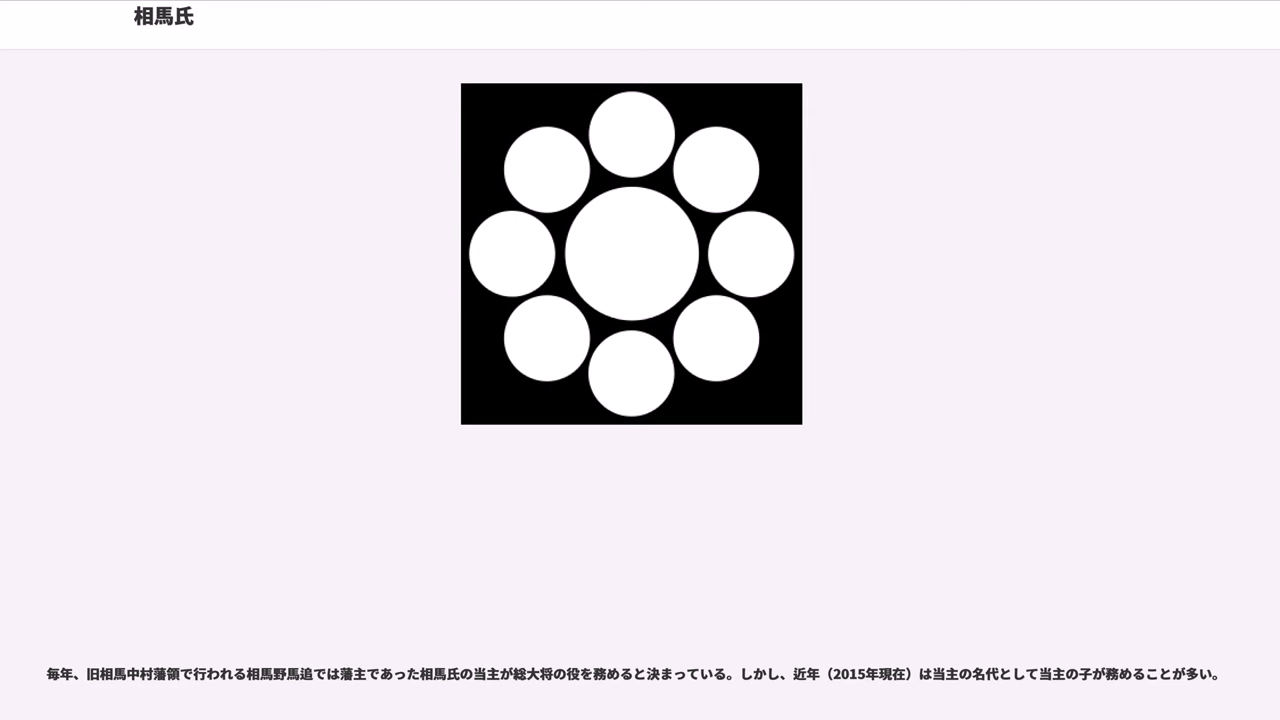 相馬氏
毎年、旧相馬中村藩領で行われる相馬野馬追では藩主であった相馬氏の当主が総大将の役を務めると決まっている。しかし、近年（2015年現在）は当主の名代として当主の子が務めることが多い。